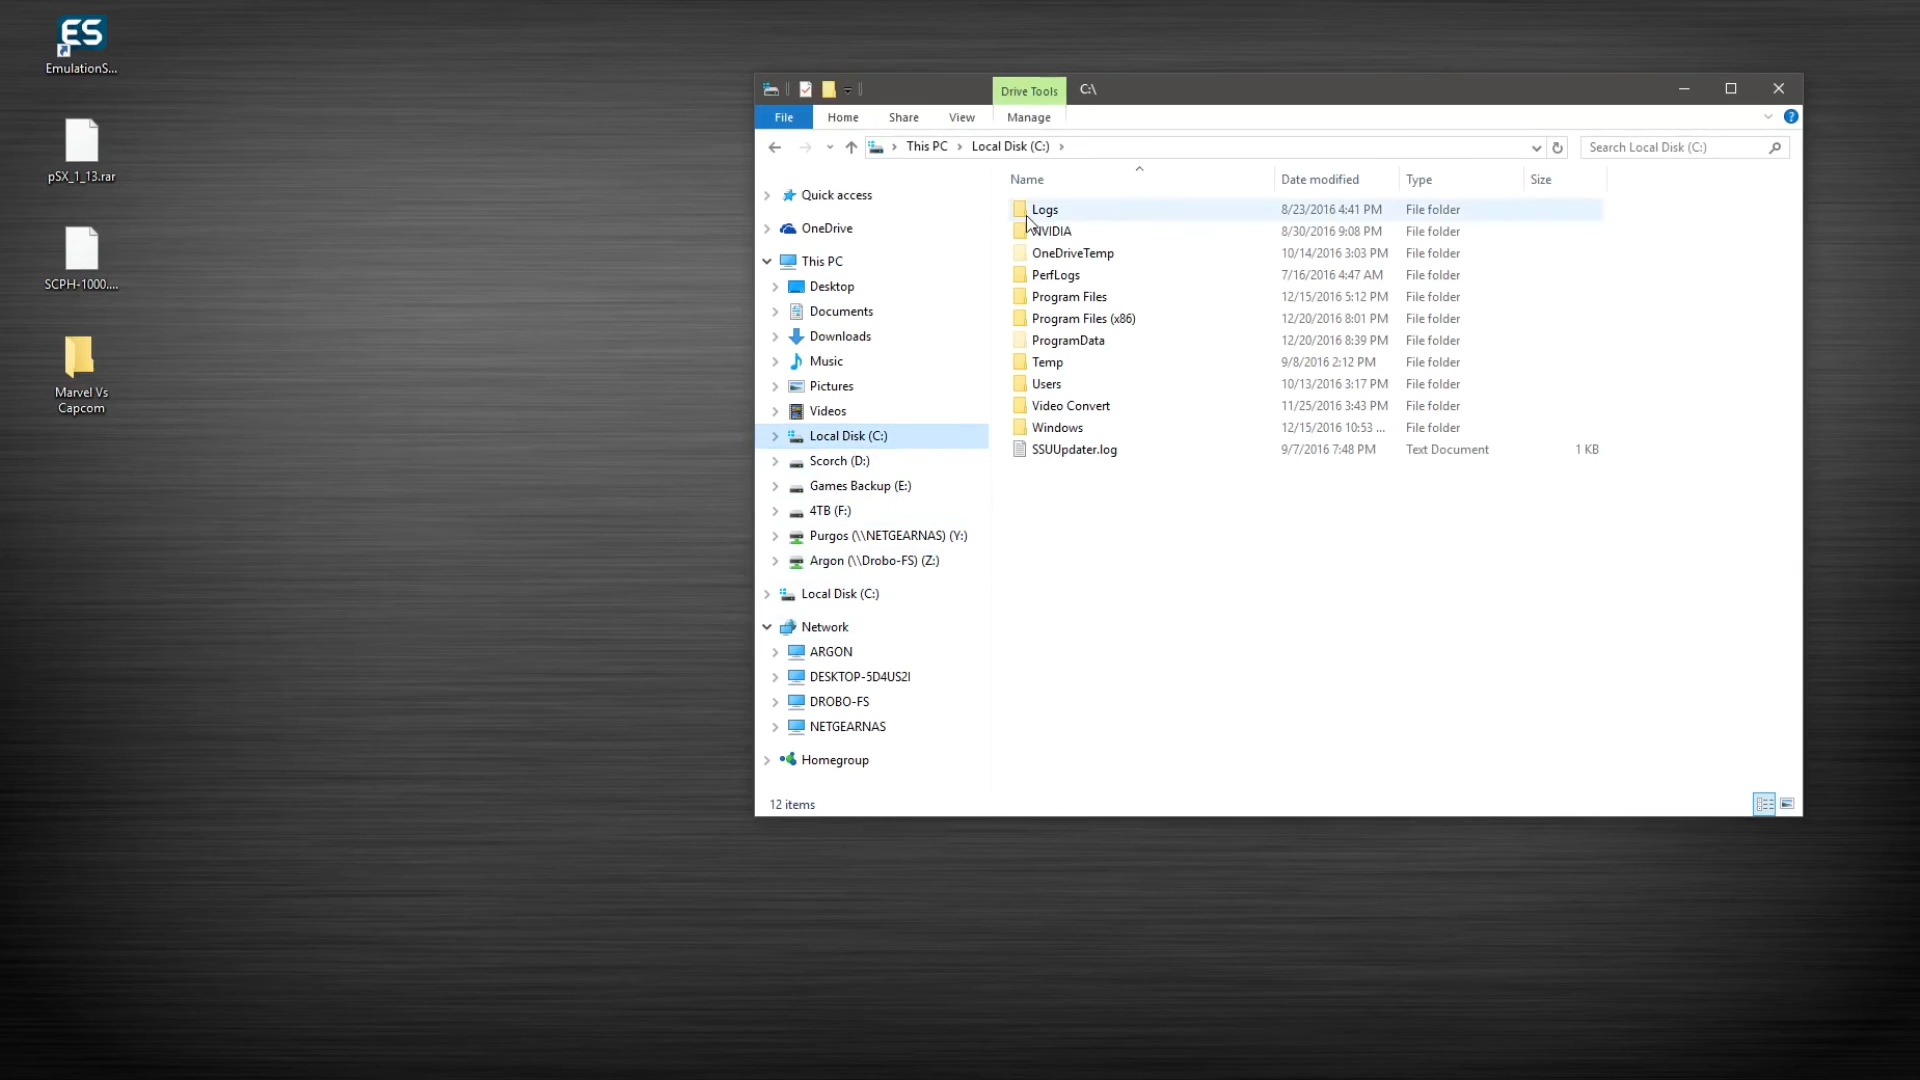 ES
EmulationS...
pSX_1_13.rar
SCPH-1000....
Marvel Vs
Capcom
Drive Tools
C:\
File
Home
Share
View
Manage
This PC
Local Disk (C:)
Search Local Disk (C:)
Name
Date modified
Type
Size
Quick access
OneDrive
This PC
Desktop
Documents
Downloads
Music
Pictures
Videos
Local Disk (C:)
Scorch (D:)
Games Backup (E:)
4TB (F:)
Purgos (\\NETGEARNAS) (Y:)
Argon (\\Drobo-FS) (Z:)
Local Disk (C:)
Network
ARGON
DESKTOP-5D4US2I
DROBO-FS
NETGEARNAS
Homegroup
Logs 8/23/2016 4:41 PM File folder
NVIDIA 8/30/2016 9:08 PM File folder
OneDriveTemp 10/14/2016 3:03 PM File folder
PerfLogs 7/16/2016 4:47 AM File folder
Program Files 12/15/2016 5:12 PM File folder
Program Files (x86) 12/20/2016 8:01 PM File folder
ProgramData 12/20/2016 8:39 PM File folder
Temp 9/8/2016 2:12 PM File folder
Users 10/13/2016 3:17 PM File folder
Video Convert 11/25/2016 3:43 PM File folder
Windows 12/15/2016 10:53 ... File folder
SSUUpdater.log 9/7/2016 7:48 PM Text Document 1 KB
12 items